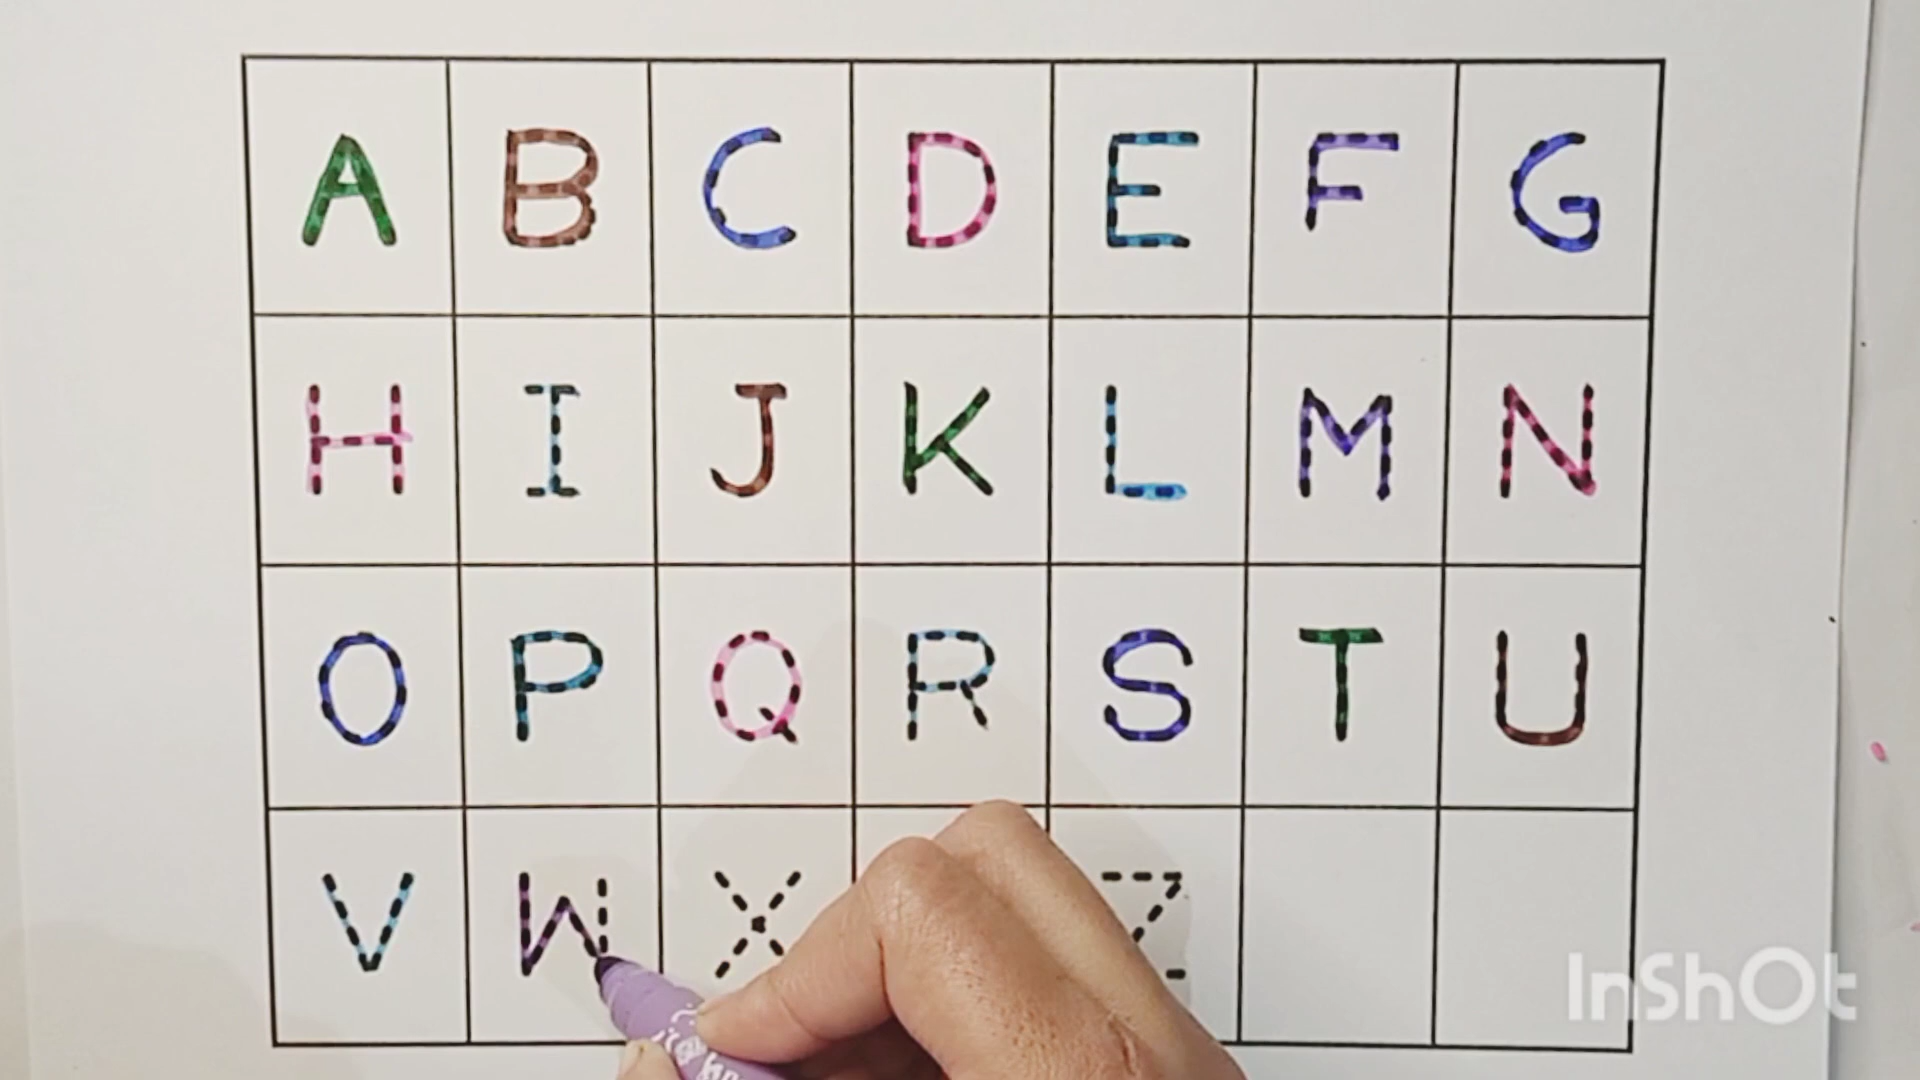 A B C D E F G
H I J K L M N
O P Q R S T U
V W X Z
InShOt